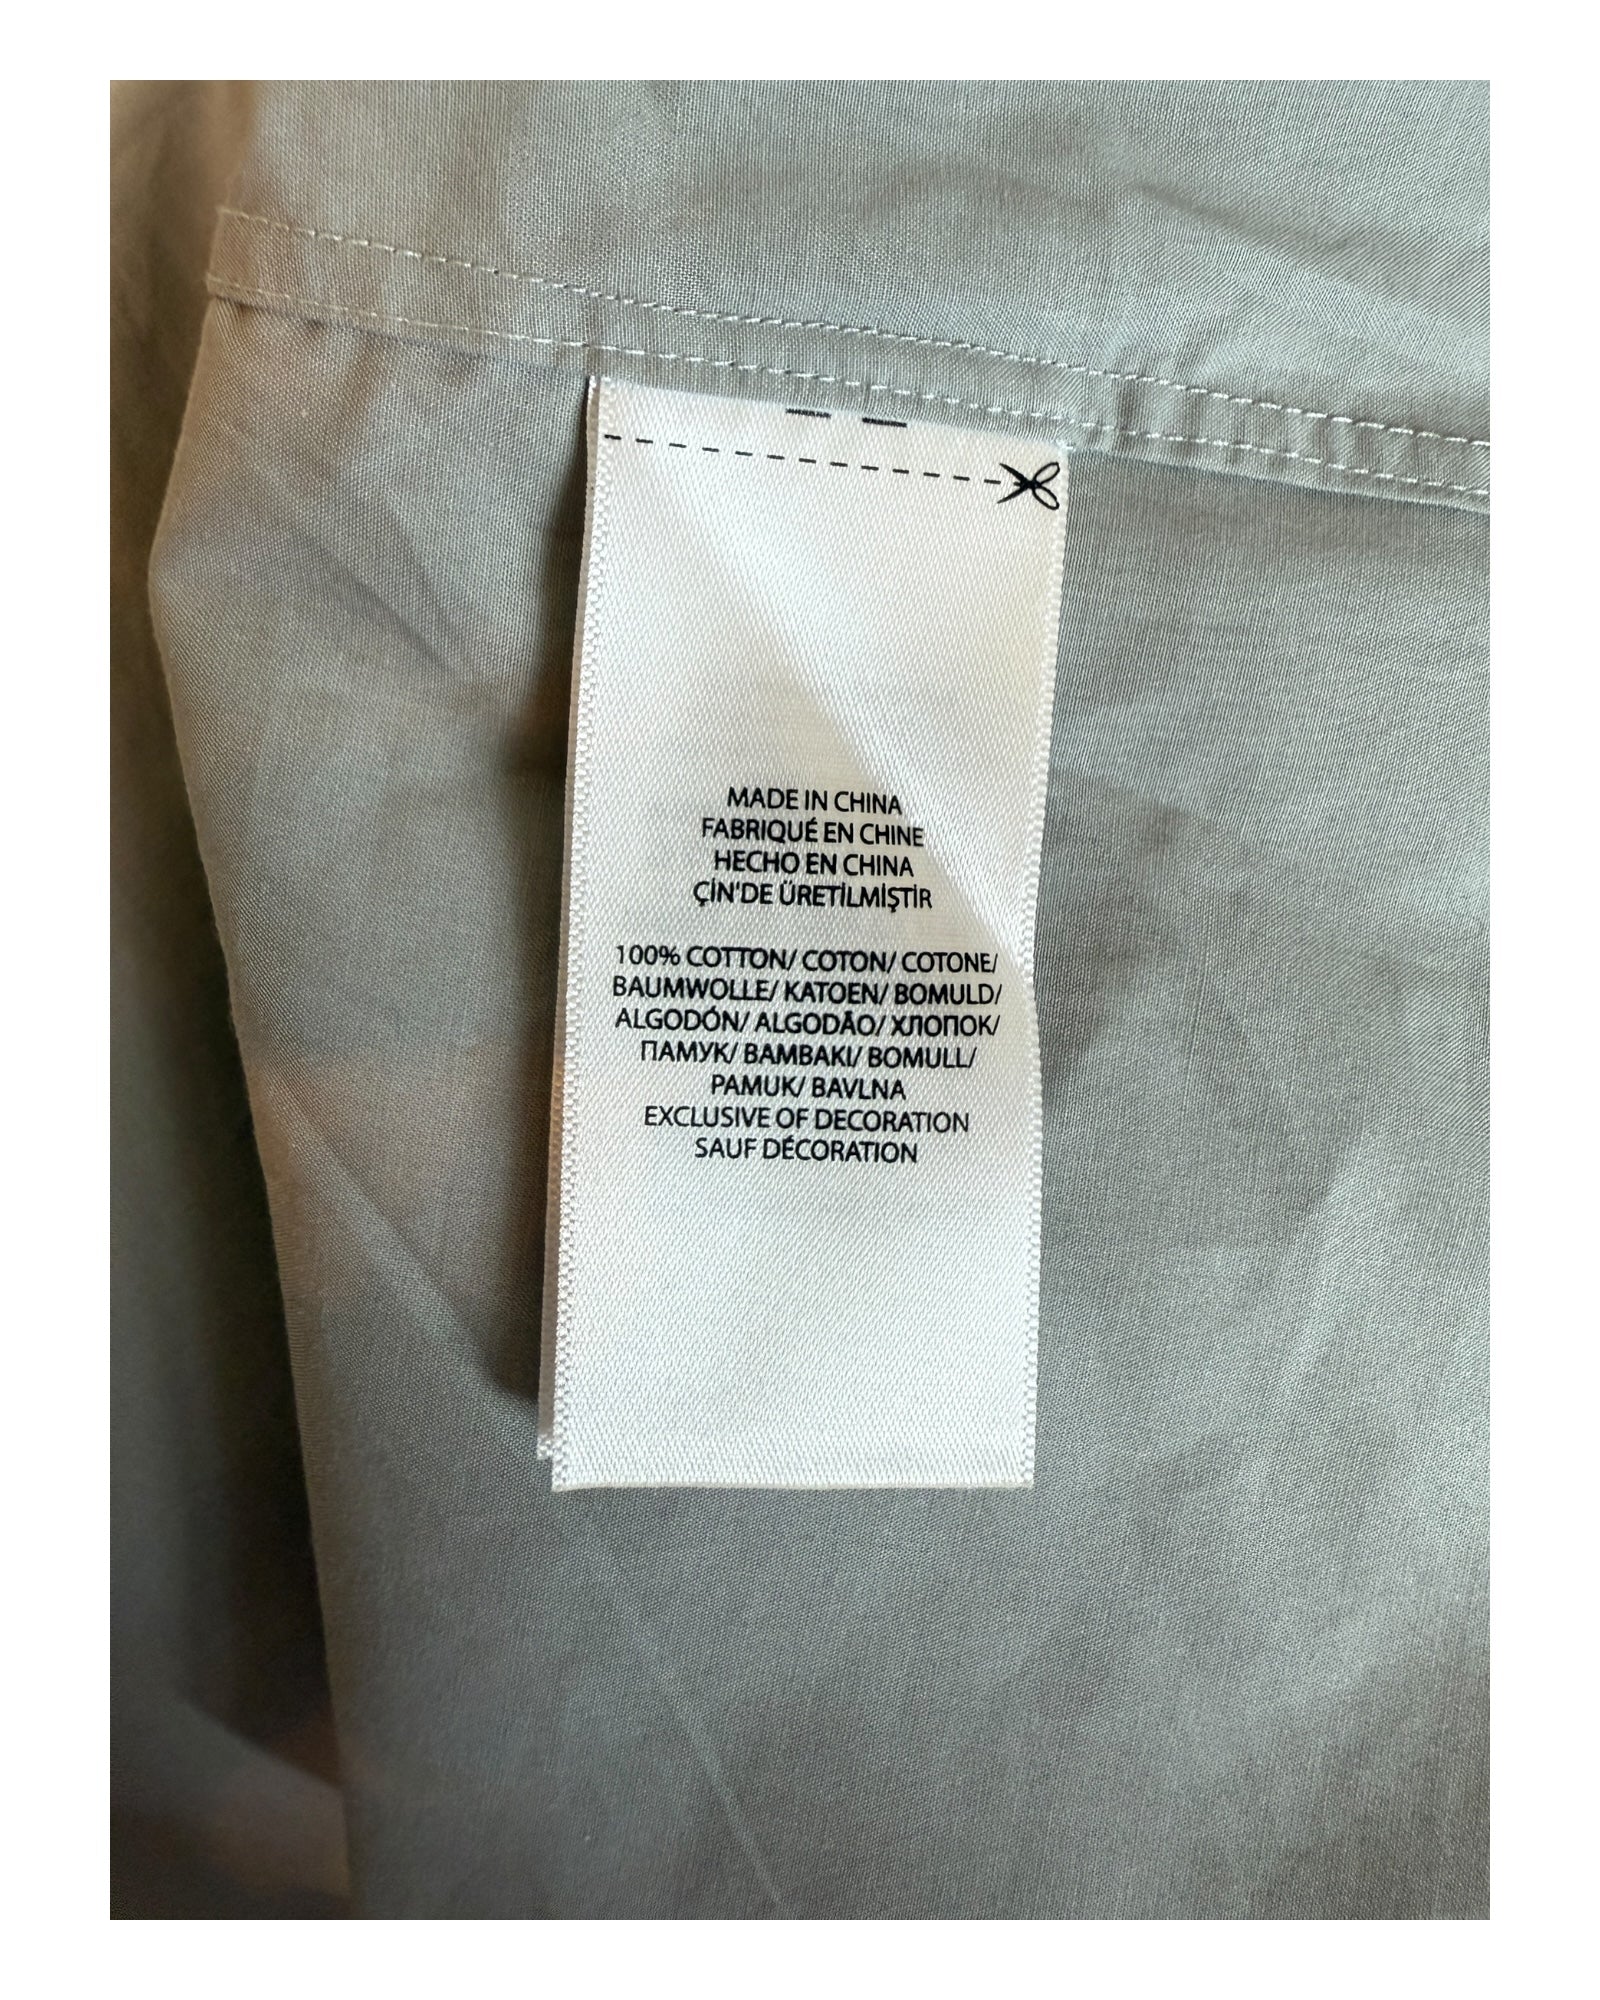 MADE IN CHINA
FABRIQUÉ EN CHINE
HECHO EN CHINA
ÇİN'DE ÜRETİLMİŞTİR
100% COTTON/ COTON/ COTONE/
BAUMWOLLE/ KATOEN/ BOMULD/
ALGODÓN/ ALGODÃO/ ХЛОПОК/
ПАМУК/ BAMBAKI/ BOMULL/
PAMUK/ BAVLNA
EXCLUSIVE OF DECORATION
SAUF DÉCORATION